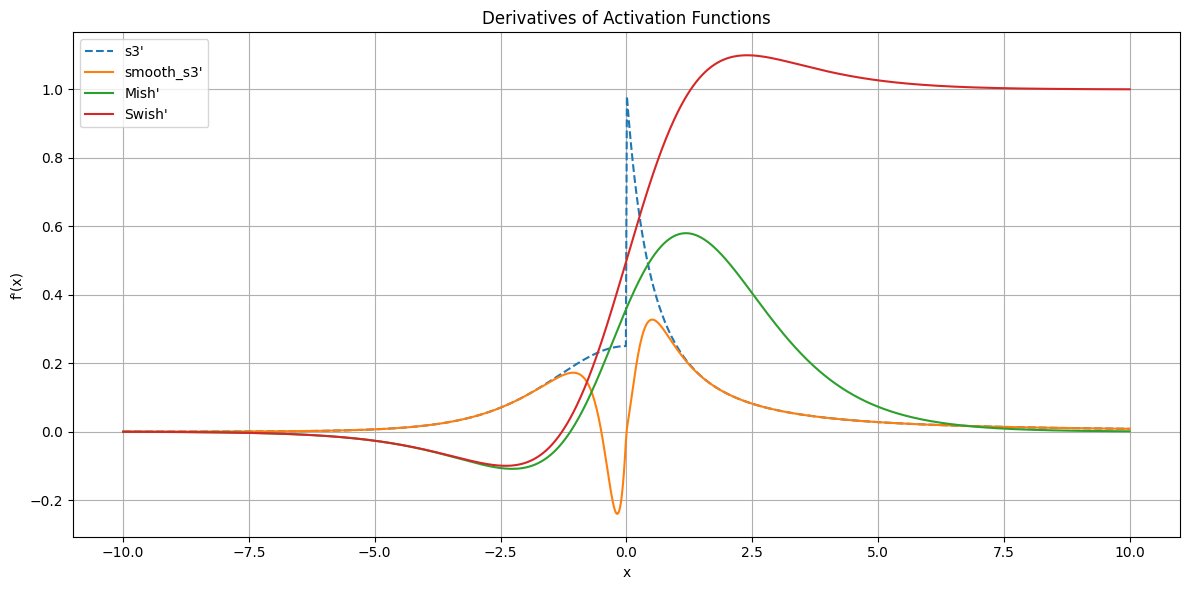 Derivatives of Activation Functions
s3'
smooth_s3'
Mish'
Swish'
f'(x)
1.0
0.8
0.6
0.4
0.2
0.0
−0.2
−10.0
−7.5
−5.0
−2.5
0.0
2.5
5.0
7.5
10.0
x